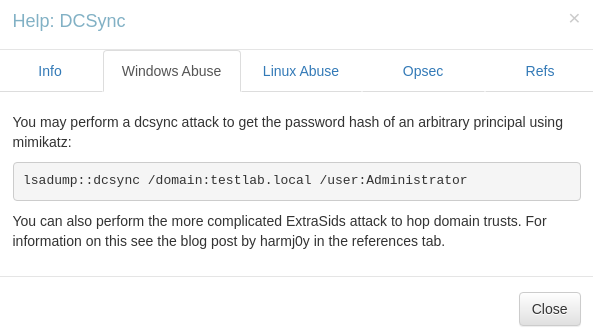 Help: DCSync
×
Info
Windows Abuse
Linux Abuse
Opsec
Refs
You may perform a dcsync attack to get the password hash of an arbitrary principal using
mimikatz:
lsadump::dcsync /domain:testlab.local /user:Administrator
You can also perform the more complicated ExtraSids attack to hop domain trusts. For
information on this see the blog post by harmj0y in the references tab.
Close